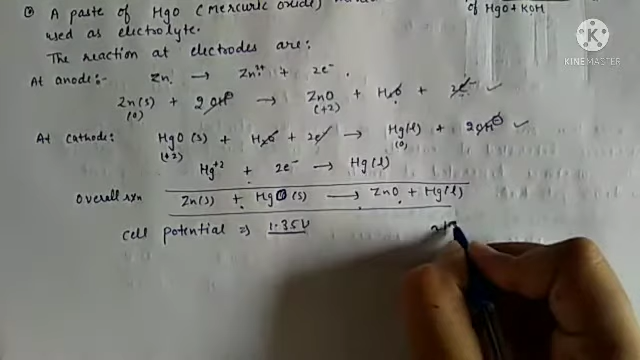 A paste of HgO (Mercuric oxide)
of HgO + KOH
used as electrolyte.
The reaction at electrodes are:
At anode:- Zn → Zn²⁺ + 2e⁻.
Zn(s) + 2OH⁻ → ZnO + H₂O + 2e⁻
(0) (+2)
At cathode: HgO(s) + H₂O + 2e⁻ → Hg(l) + 2OH⁻
(+2) (0)
Hg⁺² + 2e⁻ → Hg(l)
Overall rxn Zn(s) + HgO(s) → ZnO + Hg(l)
Cell potential ⇒ 1.35V
KINEMASTER